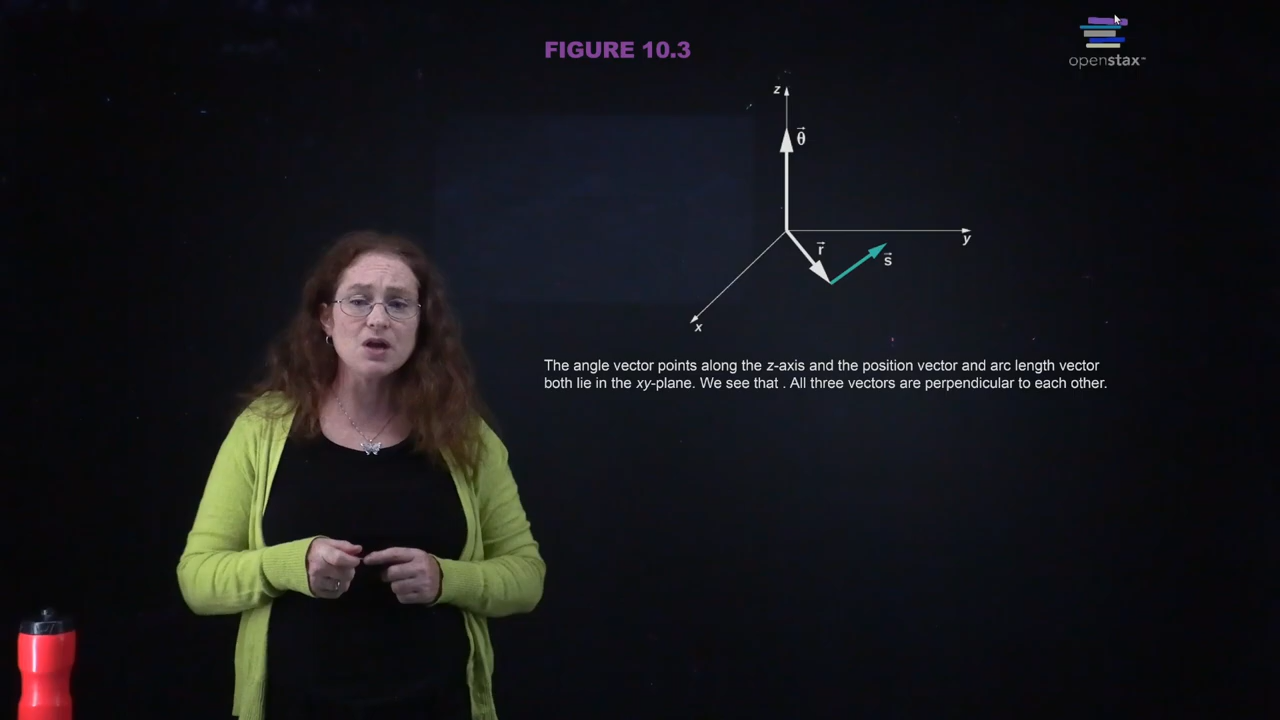 FIGURE 10.3
openstax™
z
θ
r
y
s
x
The angle vector points along the z-axis and the position vector and arc length vector
both lie in the xy-plane. We see that . All three vectors are perpendicular to each other.